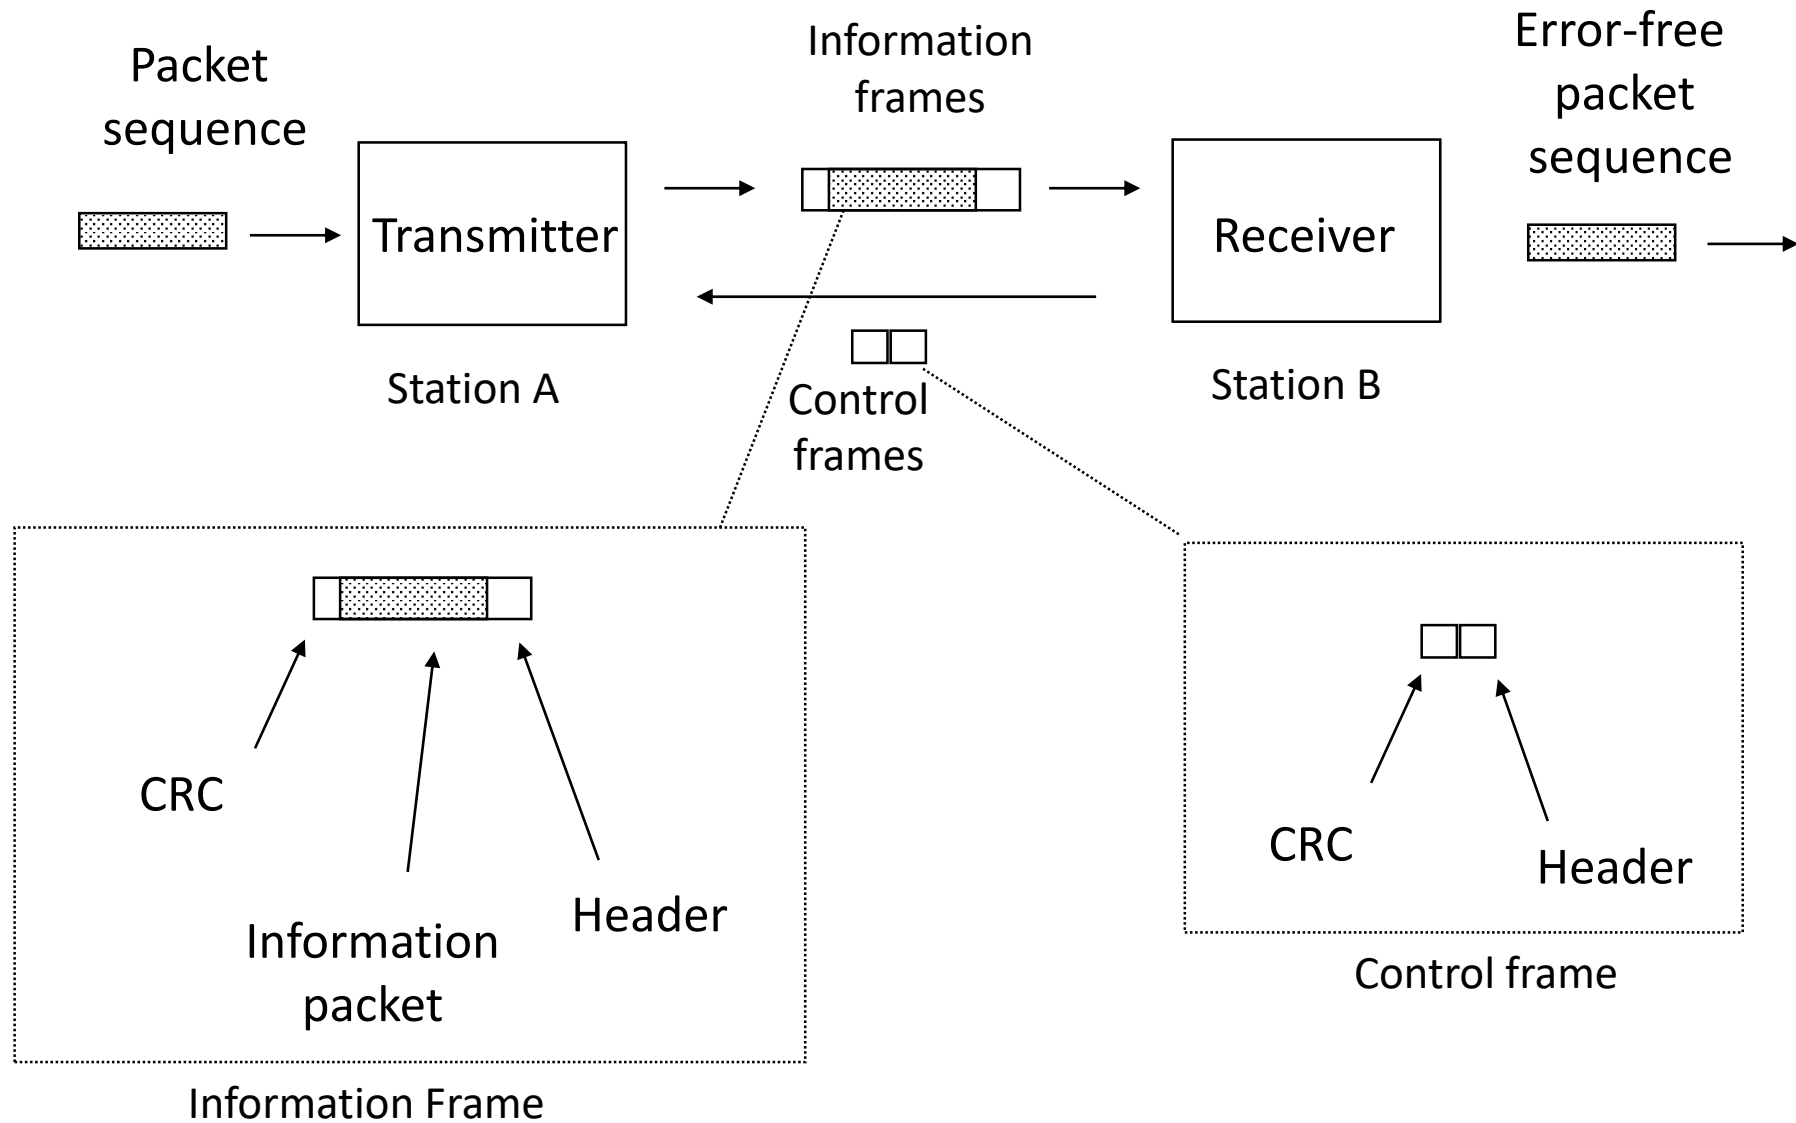 Packet
sequence
Information
frames
Error-free
packet
sequence
Transmitter
Receiver
Station A
Station B
Control
frames
CRC
Information
packet
Header
Information Frame
CRC
Header
Control frame